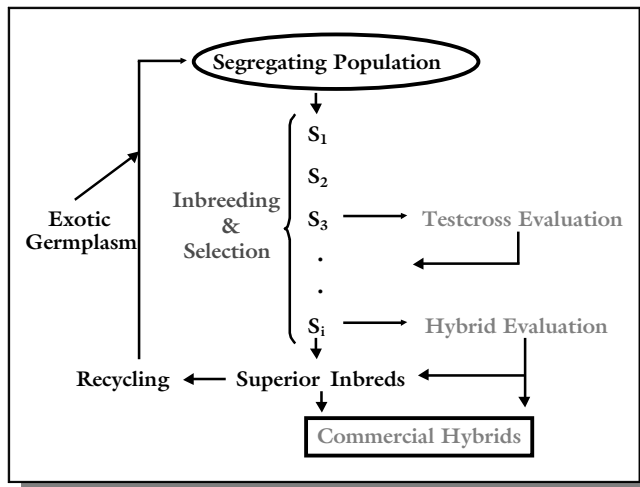 Segregating Population
S1
S2
Inbreeding
&
Selection
S3
Testcross Evaluation
Exotic
Germplasm
.
.
Si
Hybrid Evaluation
Recycling
Superior Inbreds
Commercial Hybrids